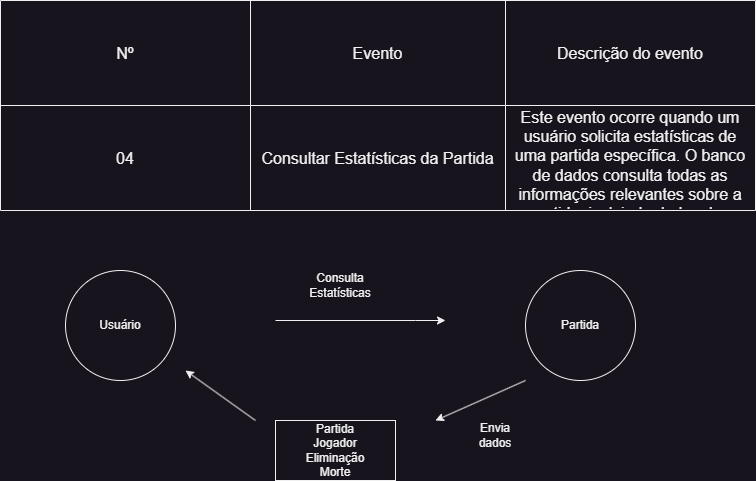 Nº
Evento
Descrição do evento
04
Consultar Estatísticas da Partida
Este evento ocorre quando um
usuário solicita estatísticas de
uma partida específica. O banco
de dados consulta todas as
informações relevantes sobre a
Consulta
Estatísticas
Usuário
Partida
Envia
dados
Partida
Jogador
Eliminação
Morte